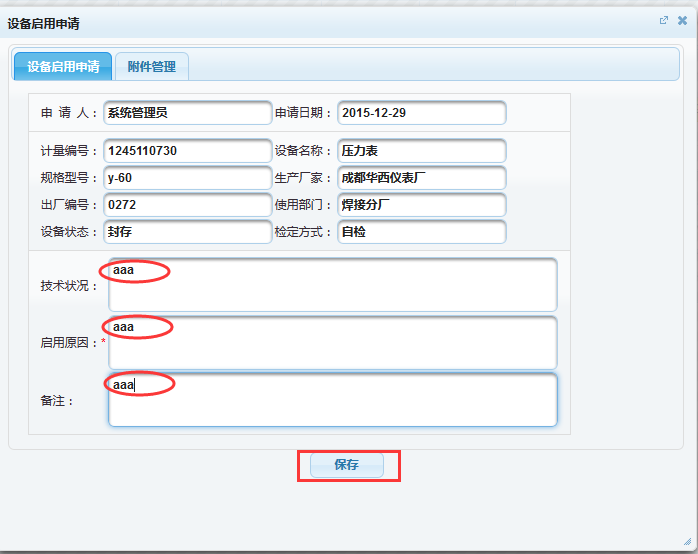 设备启用申请
设备启用申请 附件管理
申 请 人： 系统管理员 申请日期： 2015-12-29
计量编号： 1245110730 设备名称： 压力表
规格型号： y-60 生产厂家： 成都华西仪表厂
出厂编号： 0272 使用部门： 焊接分厂
设备状态： 封存 检定方式： 自检
技术状况： aaa
启用原因：* aaa
备注： aaa
保存